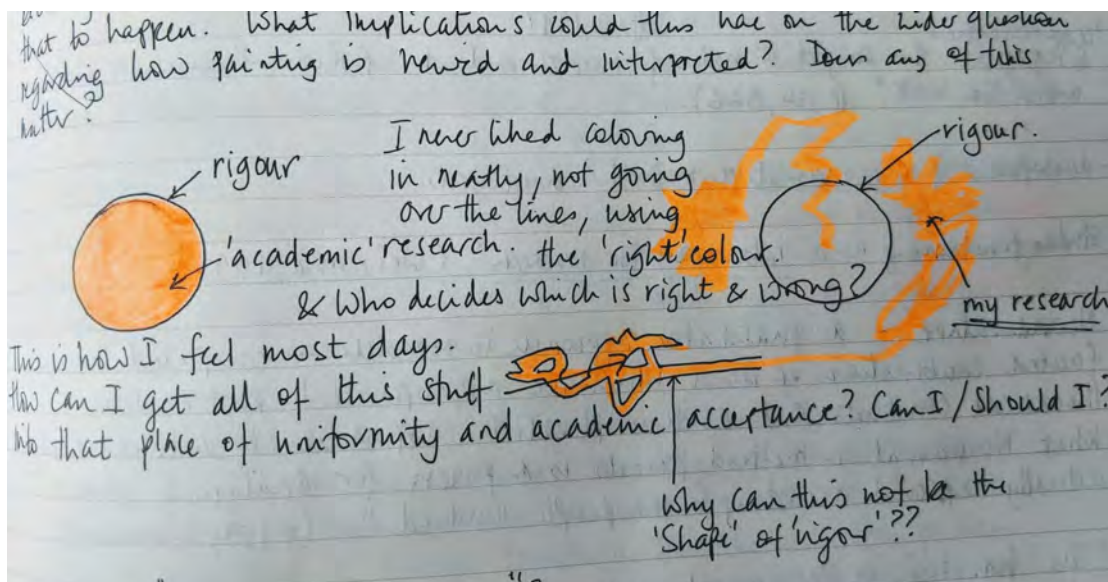 that to happen. What implications could this have on the wider question
regarding how painting is viewed and interpreted? Does any of this
matter?
rigour
'academic' research.
I never liked coloring
in neatly, not going
over the lines, using
the 'right' colour.
& Who decides which is right & wrong?
rigour.
my research
This is how I feel most days.
How can I get all of this stuff
into that place of uniformity and academic acceptance? Can I / Should I?
Why can this not be the
'Shape' of 'rigour'??